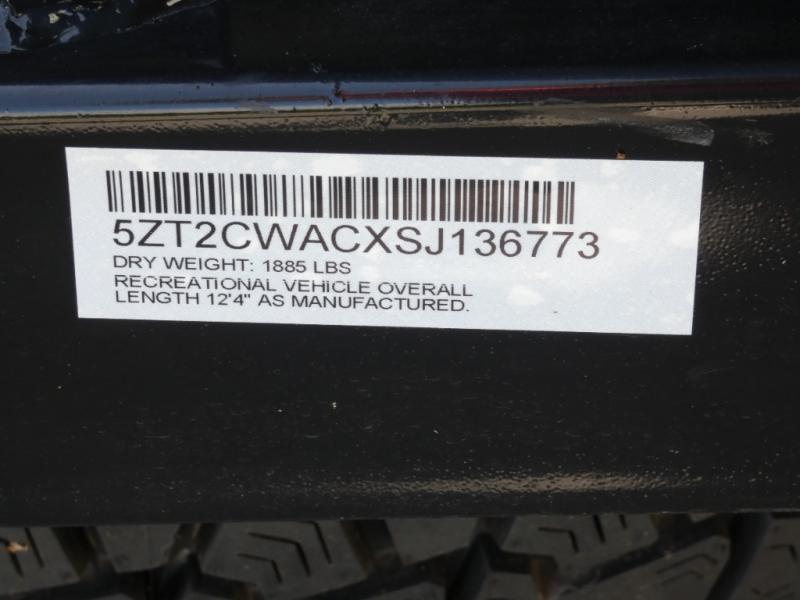 5ZT2CWACXSJ136773
DRY WEIGHT: 1885 LBS
RECREATIONAL VEHICLE OVERALL
LENGTH 12'4" AS MANUFACTURED.